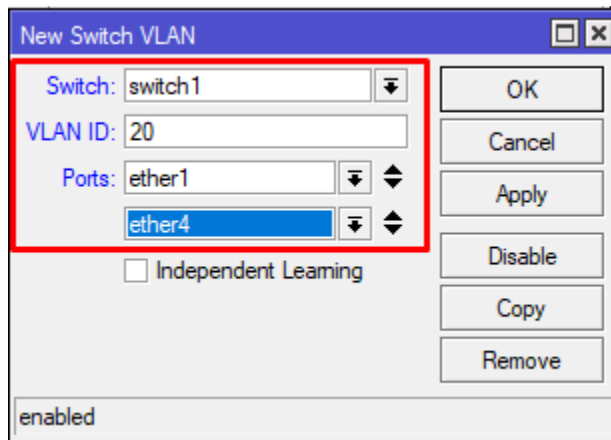 New Switch VLAN
Switch: switch1
VLAN ID: 20
Ports: ether1
ether4
Independent Learning
OK
Cancel
Apply
Disable
Copy
Remove
enabled